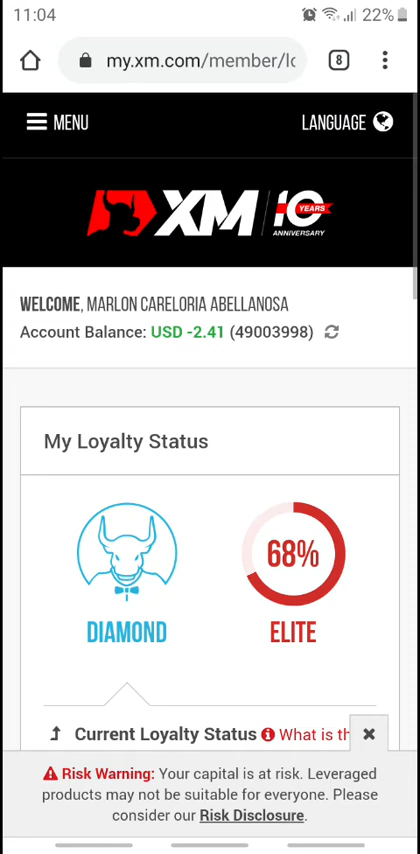 11:04
22%
my.xm.com/member/lo
8
MENU
LANGUAGE
XM
10
YEARS
ANNIVERSARY
WELCOME, MARLON CARELORIA ABELLANOSA
Account Balance: USD -2.41 (49003998)
My Loyalty Status
68%
DIAMOND
ELITE
Current Loyalty Status What is th
Risk Warning: Your capital is at risk. Leveraged
products may not be suitable for everyone. Please
consider our Risk Disclosure.